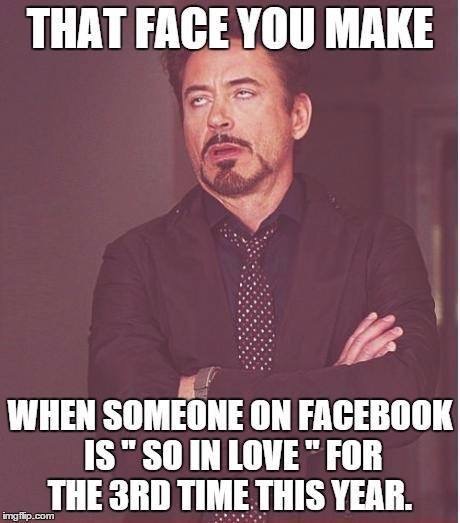 THAT FACE YOU MAKE
WHEN SOMEONE ON FACEBOOK
IS " SO IN LOVE " FOR
THE 3RD TIME THIS YEAR.
imgflip.com